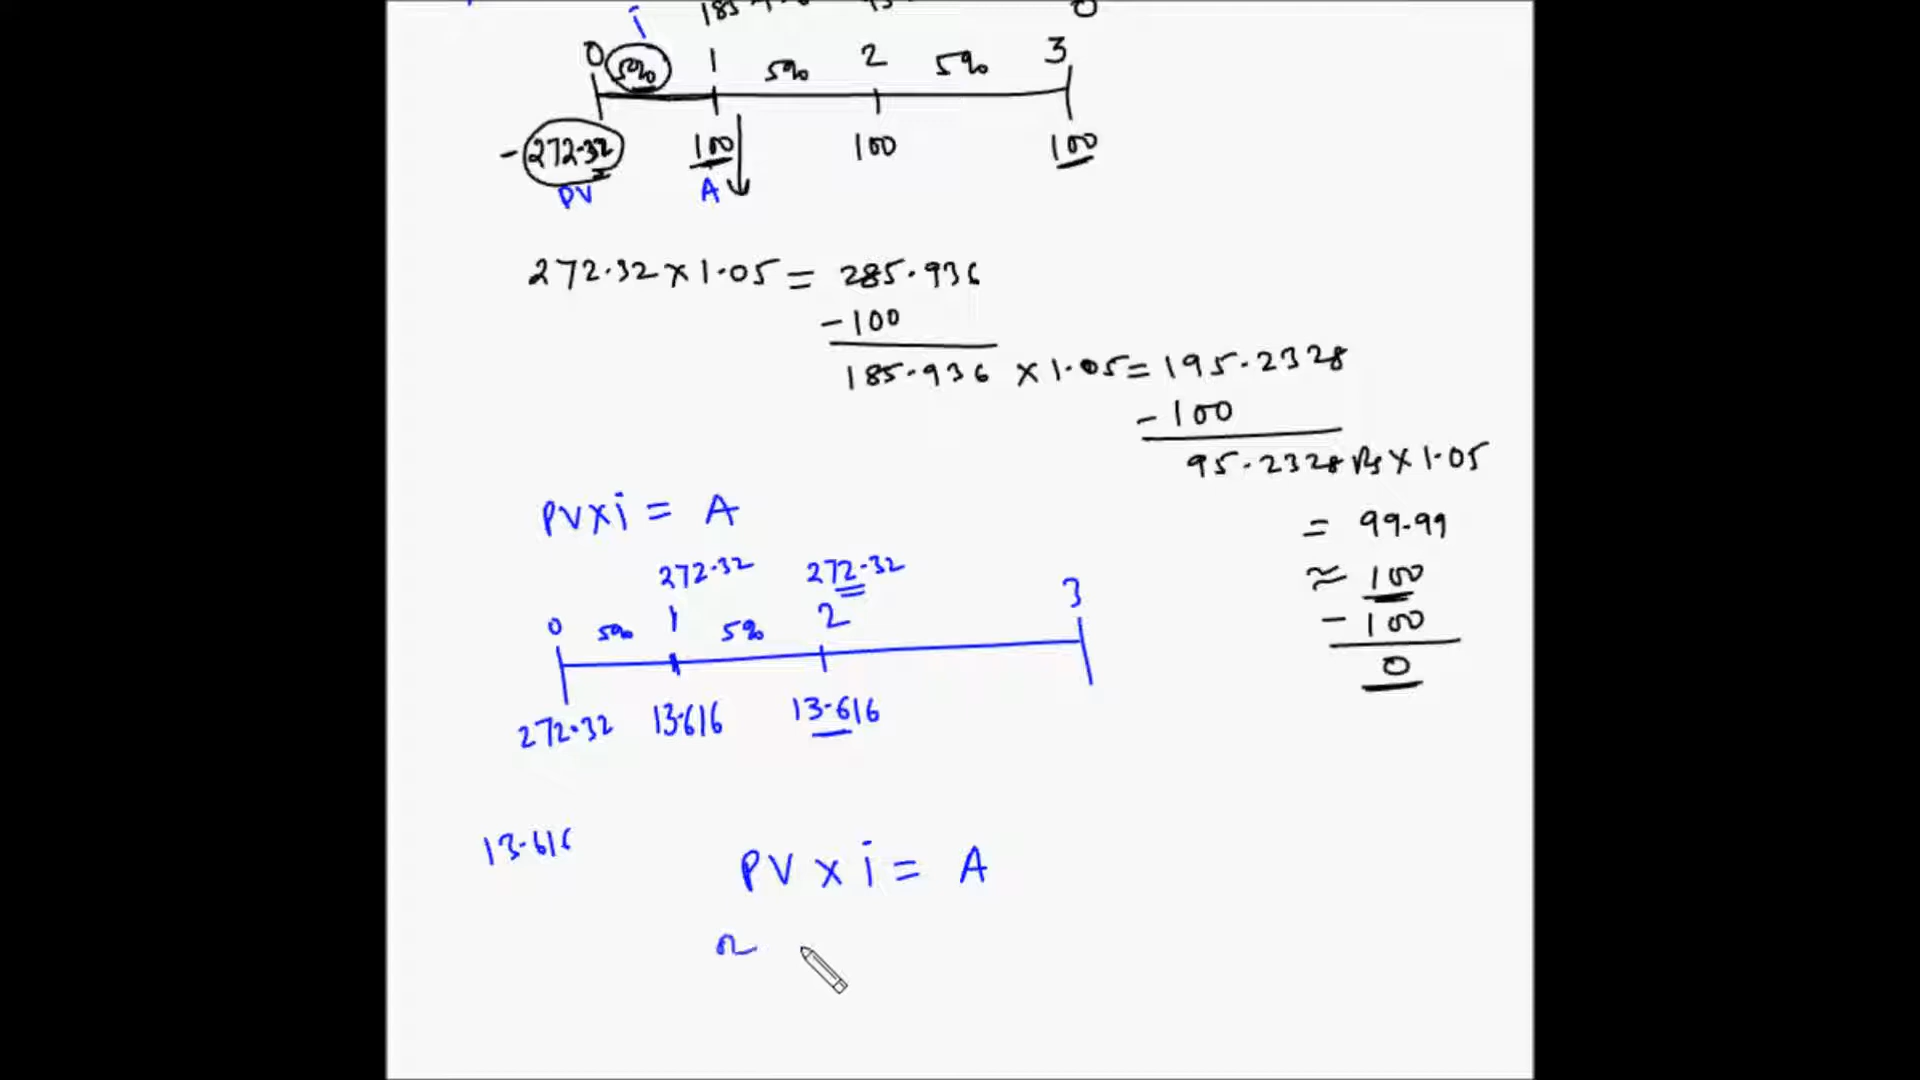 i
0 5% 1 5% 2 5% 3
-272.32 100 100 100
PV A
272.32 x 1.05 = 285.936
-100
185.936 x 1.05 = 195.2328
-100
95.2328 Rs x 1.05
= 99.99
≈ 100
-100
0
PV x i = A
272.32 272.32
0 5% 1 5% 2 3
272.32 13.616 13.616
13.616
PV x i = A